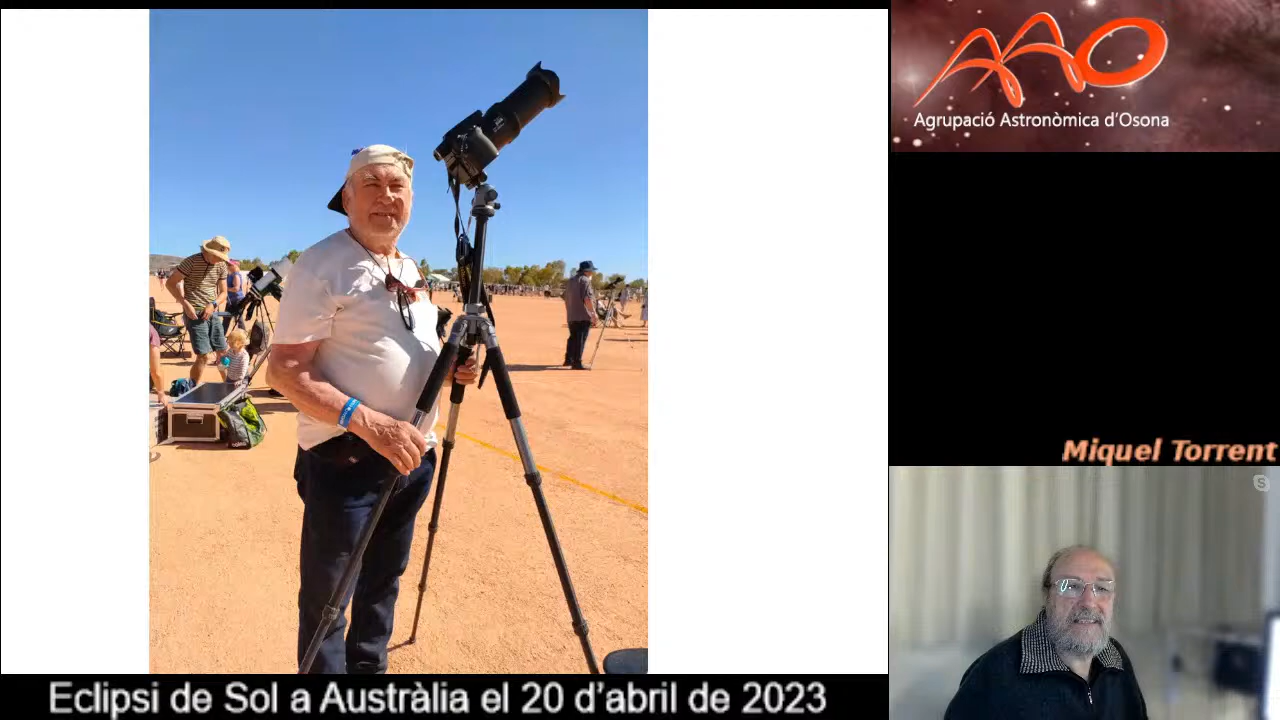 AAO
Agrupació Astronòmica d'Osona
Miquel Torrent
S
Eclipsi de Sol a Austràlia el 20 d'abril de 2023